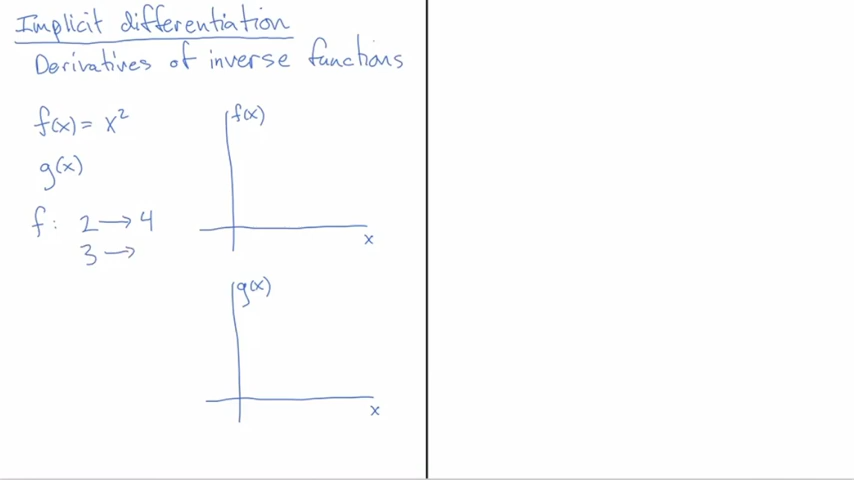 Implicit differentiation
Derivatives of inverse functions
f(x) = x²
g(x)
f: 2 → 4
3 →
f(x)
x
g(x)
x